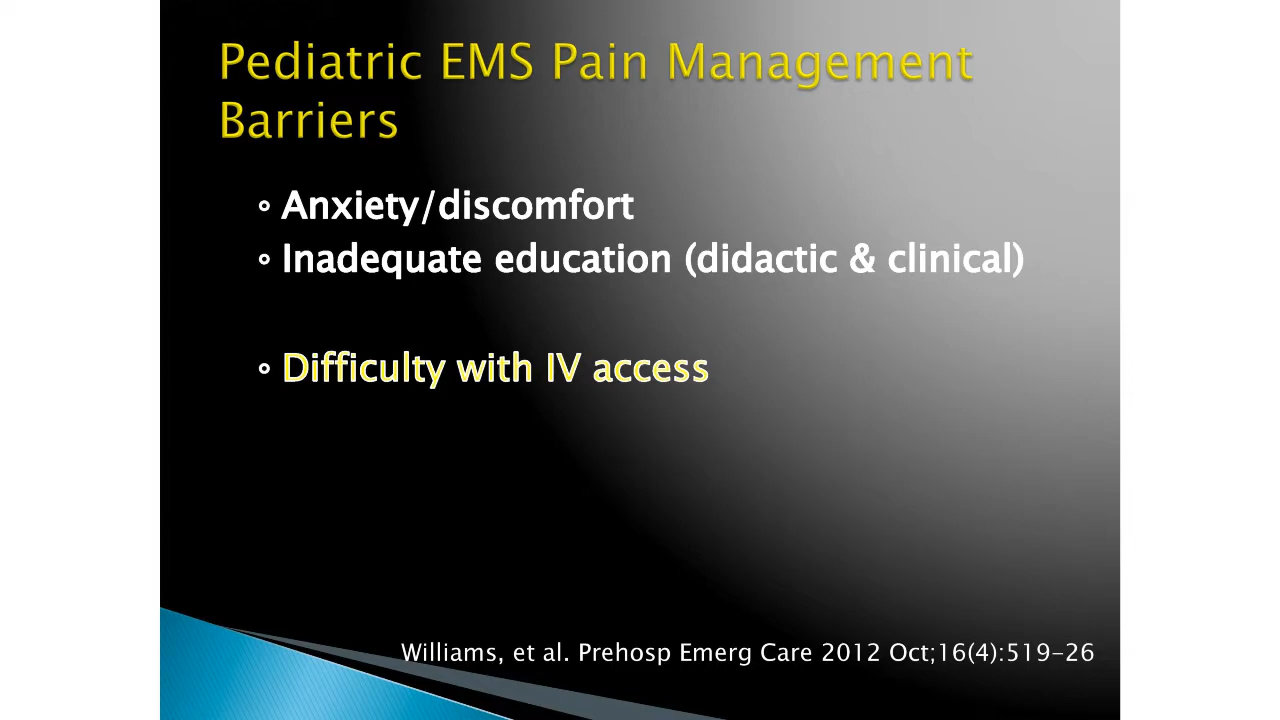 Pediatric EMS Pain Management
Barriers
◦ Anxiety/discomfort
◦ Inadequate education (didactic & clinical)
◦ Difficulty with IV access
Williams, et al. Prehosp Emerg Care 2012 Oct;16(4):519-26